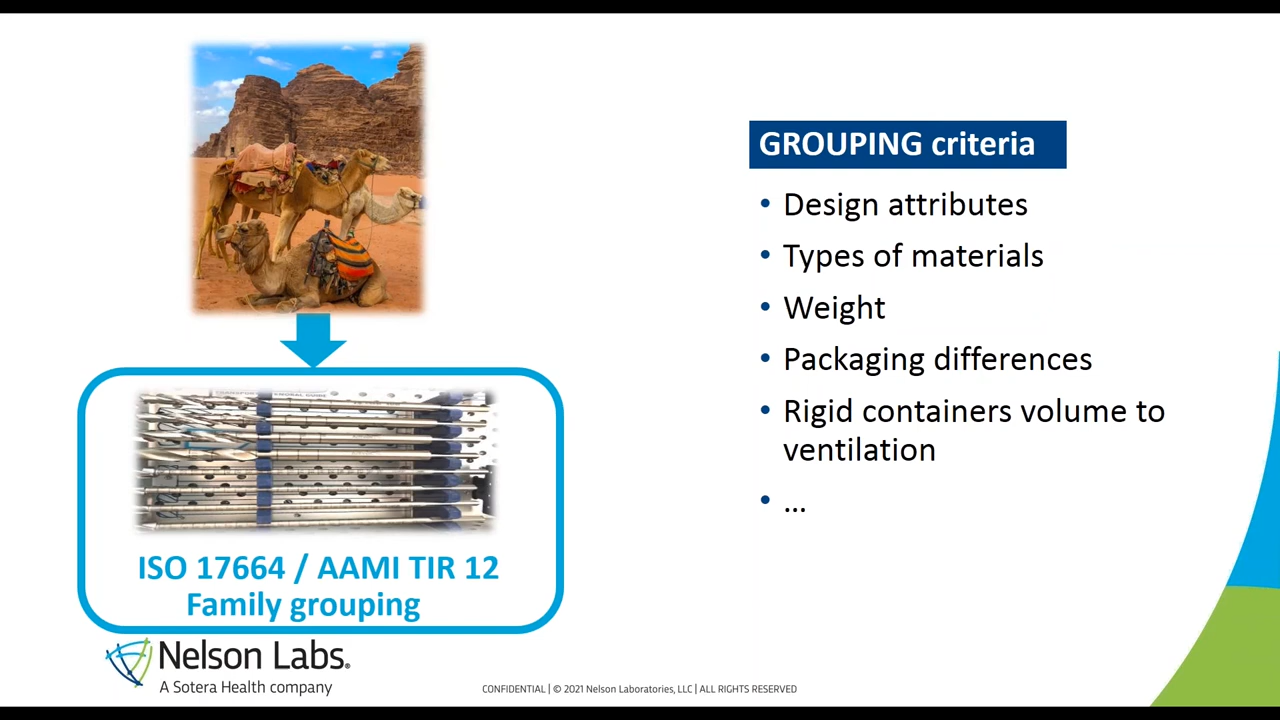 GROUPING criteria
• Design attributes
• Types of materials
• Weight
• Packaging differences
• Rigid containers volume to
ventilation
• ...
ISO 17664 / AAMI TIR 12
Family grouping
Nelson Labs®
A Sotera Health company
CONFIDENTIAL | © 2021 Nelson Laboratories, LLC | ALL RIGHTS RESERVED